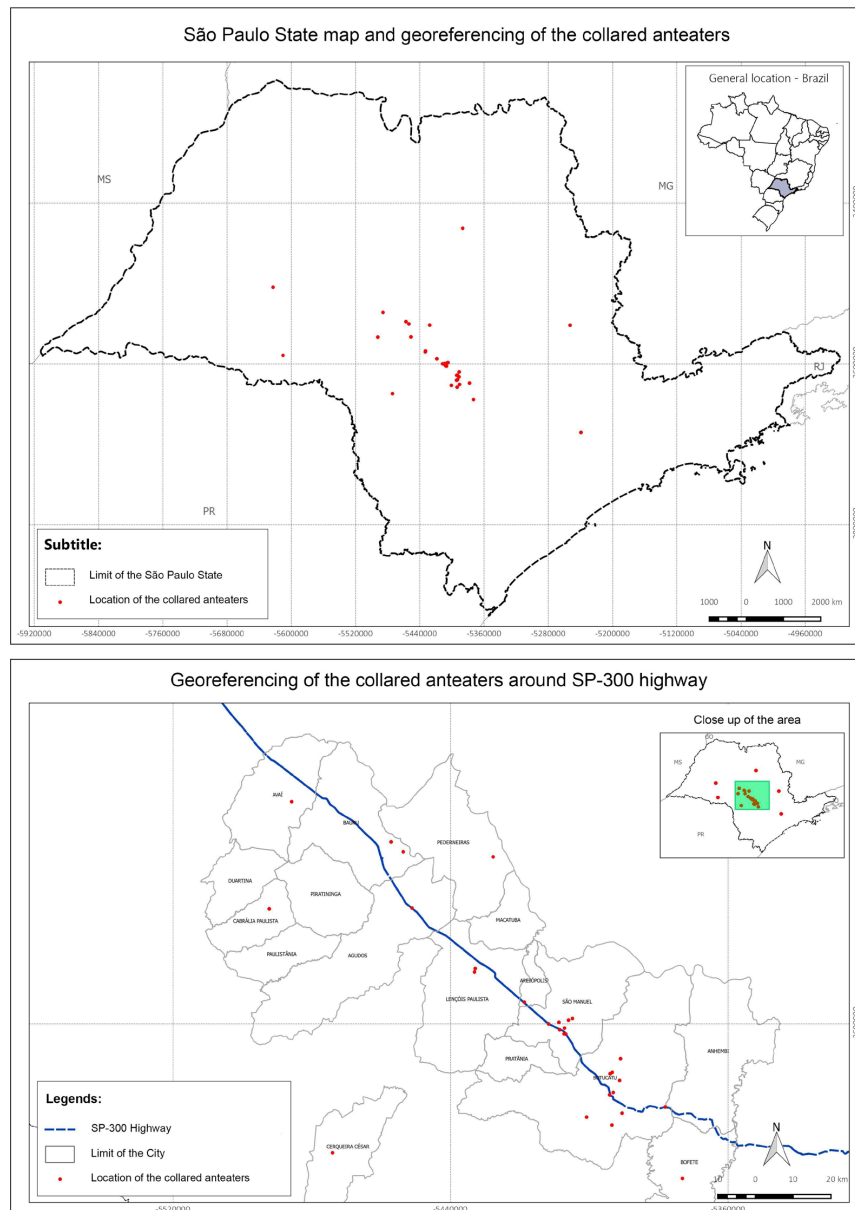 São Paulo State map and georeferencing of the collared anteaters
General location - Brazil
MS
MG
RJ
PR
Subtitle:
Limit of the São Paulo State
Location of the collared anteaters
N
1000 0 1000 2000 km
-5920000 -5840000 -5760000 -5680000 -5600000 -5520000 -5440000 -5360000 -5280000 -5200000 -5120000 -5040000 -4960000
Georeferencing of the collared anteaters around SP-300 highway
Close up of the area
GO
MS
MG
PR
AVAÍ
BAURU
PEDERNEIRAS
DUARTINA
PIRATININGA
CABRÁLIA PAULISTA
MACATUBA
PAULISTÂNIA
AGUDOS
AREIÓPOLIS
LENÇÓIS PAULISTA
SÃO MANUEL
PRATÂNIA
ANHEMBI
BOTUCATU
CERQUEIRA CÉSAR
BOFETE
Legends:
SP-300 Highway
Limit of the City
Location of the collared anteaters
N
10 0 10 20 km
-5520000 -5440000 -5360000